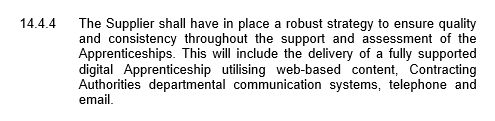 14.4.4 The Supplier shall have in place a robust strategy to ensure quality
and consistency throughout the support and assessment of the
Apprenticeships. This will include the delivery of a fully supported
digital Apprenticeship utilising web-based content, Contracting
Authorities departmental communication systems, telephone and
email.